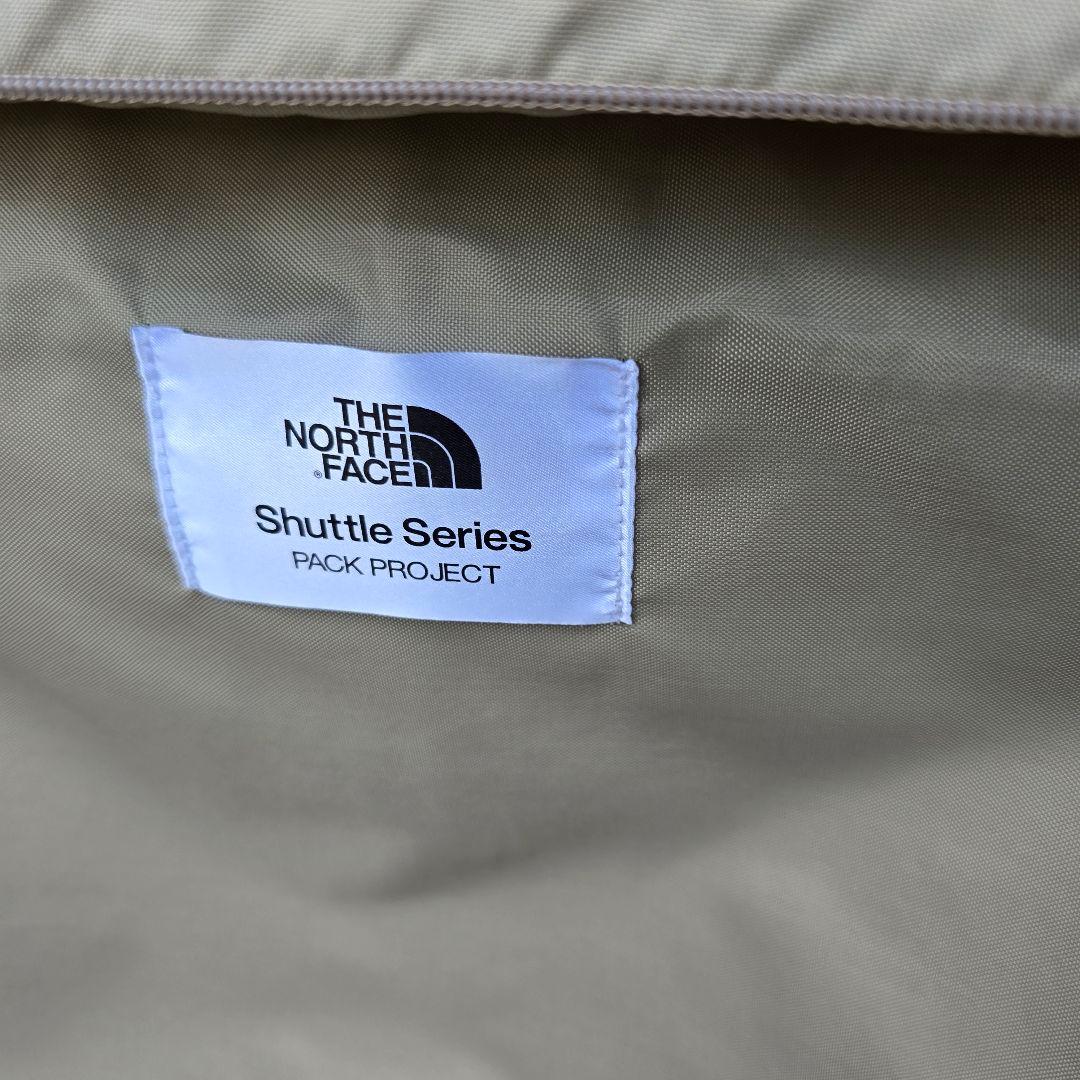 THE
NORTH
®FACE
Shuttle Series
PACK PROJECT